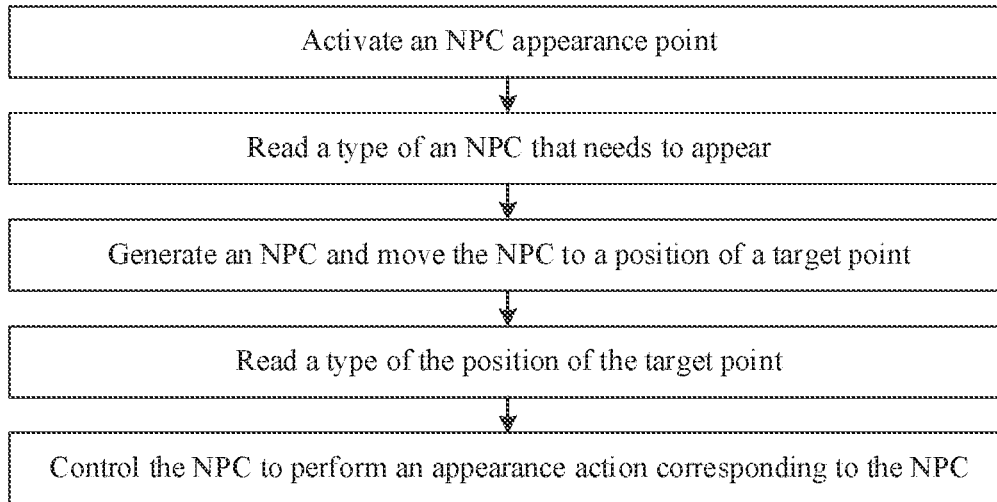 Activate an NPC appearance point
Read a type of an NPC that needs to appear
Generate an NPC and move the NPC to a position of a target point
Read a type of the position of the target point
Control the NPC to perform an appearance action corresponding to the NPC